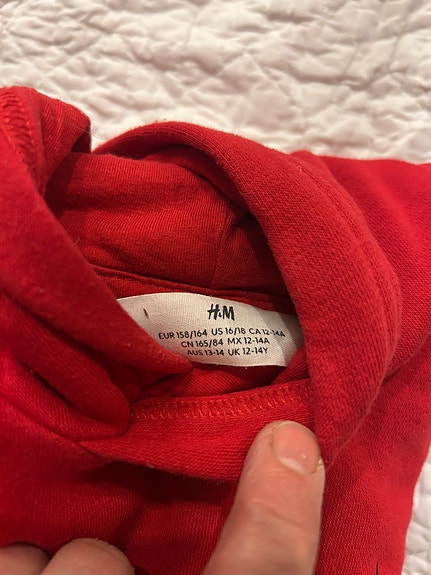 H&M
EUR 158/164 US 16/18 CA 12-14A
CN 165/84 MX 12-14A
AUS 13-14 UK 12-14Y